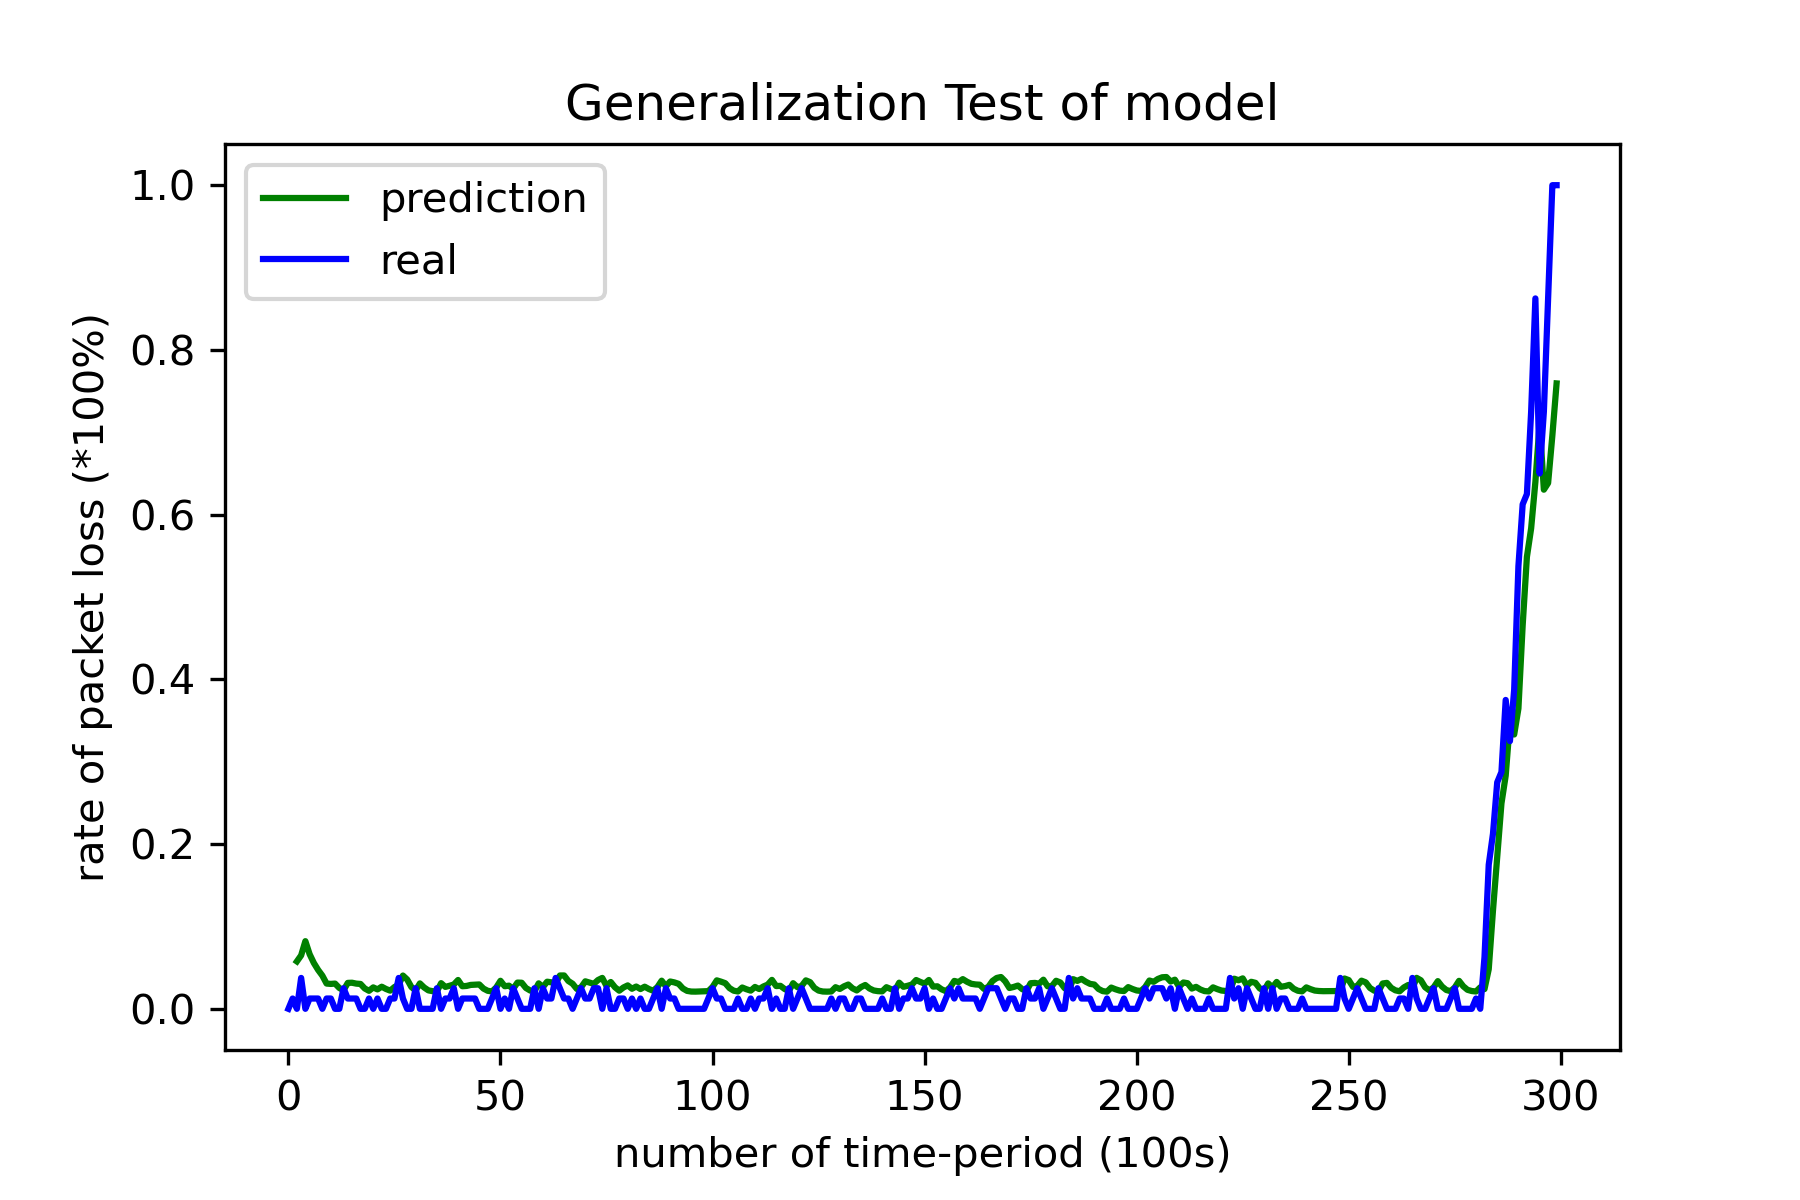 Generalization Test of model
prediction
real
rate of packet loss (*100%)
1.0
0.8
0.6
0.4
0.2
0.0
0 50 100 150 200 250 300
number of time-period (100s)